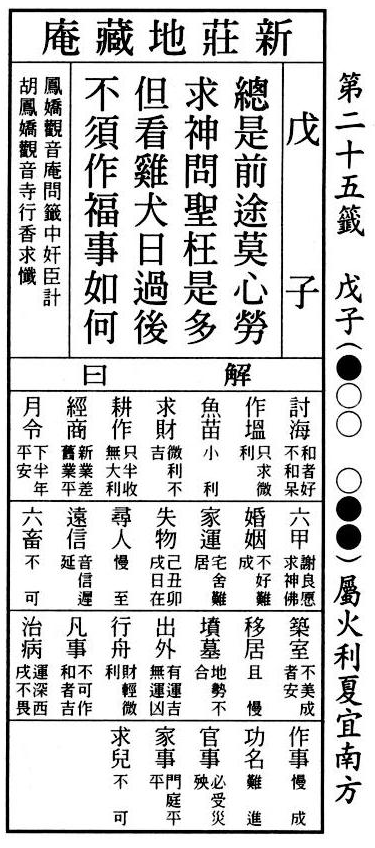 第二十五籤 戊子(●○○ ○●●)屬火利夏宜南方
新莊地藏庵
戊子
總是前途莫心勞
求神問聖枉是多
但看雞犬日過後
不須作福事如何
鳳嬌觀音庵問籤中奸臣計
胡鳳嬌觀音寺行香求懺
解曰
討海 和者好不和呆
作塭 只求微利
魚苗 小利
求財 微利不吉
耕作 只半收無大利
經商 新業差舊業平
月令 下半年平安
六甲 謝良愿求神佛
婚姻 不好難成
家運 宅舍難居
失物 己丑卯戌日在
尋人 慢至
遠信 音信遲延
六畜 不可
築室 不美成者安
移居 且慢
墳墓 地勢不合
出外 有運吉無運凶
行舟 財輕微利
凡事 不可作和者吉
治病 運深西戌不畏
作事 慢成
功名 難進
官事 必受災殃
家事 門庭平平
求兒 不可